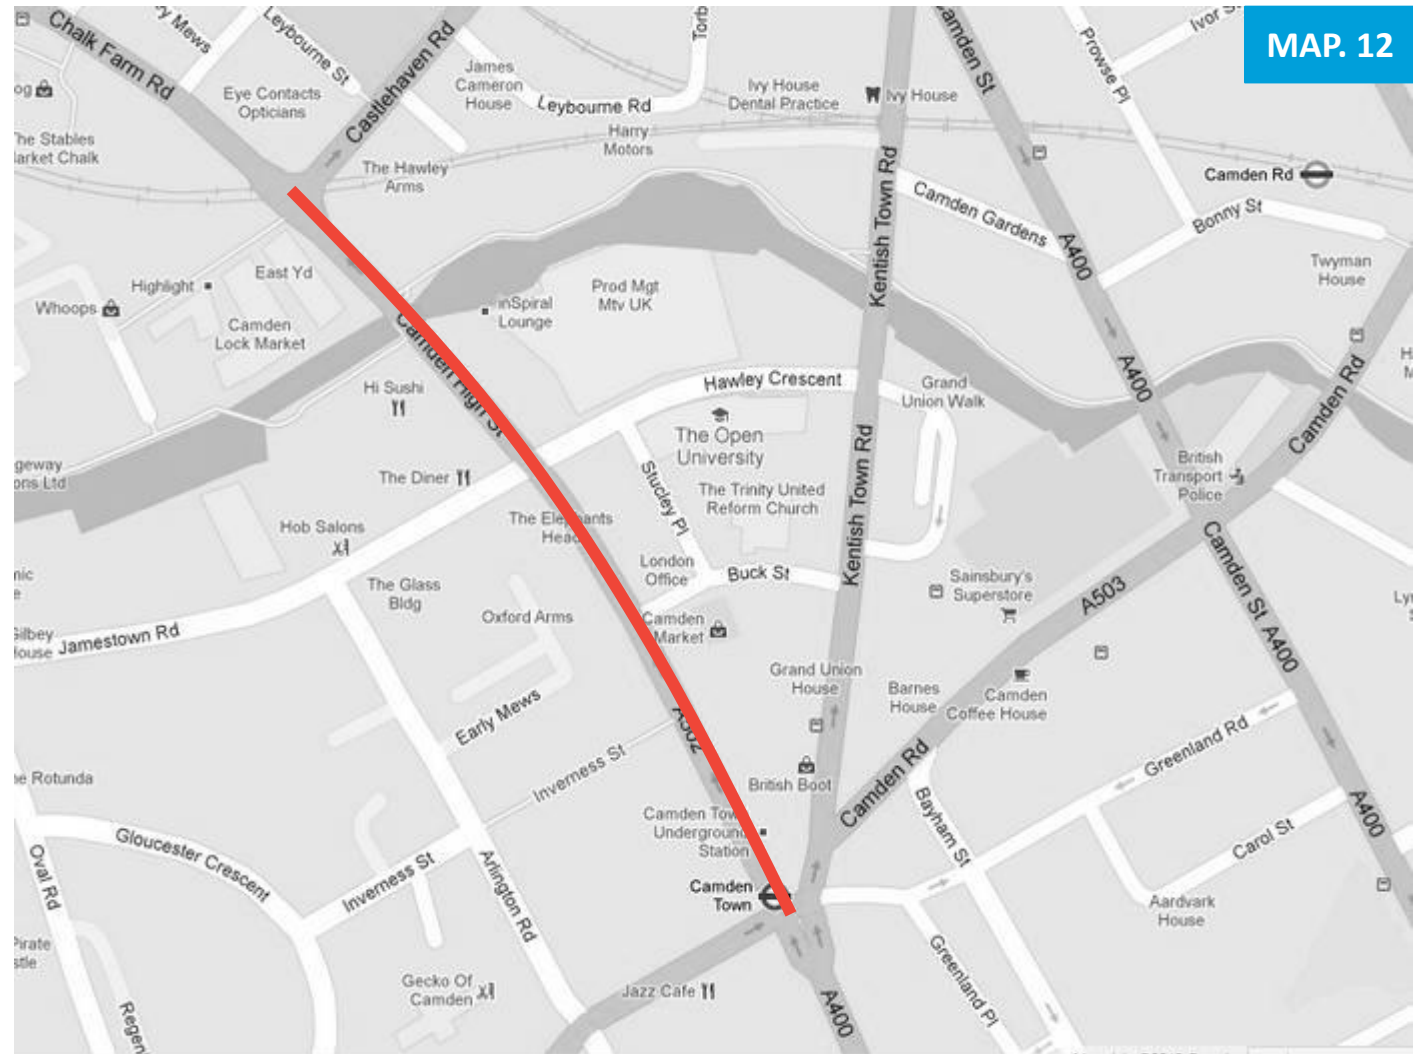 MAP. 12
Chalk Farm Rd
Mews
Leybourne St
Castlehaven Rd
Eye Contacts
Opticians
James
Cameron
House
Leybourne Rd
Ivy House
Dental Practice
Ivy House
Camden St
Prowse Pl
Ivor
Harry
Motors
The Hawley
Arms
Camden Rd
Bonny St
Camden Gardens
Kentish Town Rd
A400
Twyman
House
Highlight
East Yd
Whoops
Camden
Lock Market
inSpiral
Lounge
Prod Mgt
Mtv UK
Camden High St
Hi Sushi
Hawley Crescent
Grand
Union Walk
A400
Camden Rd
The Open
University
The Diner
Stucley Pl
The Trinity United
Reform Church
Kentish Town Rd
British
Transport
Police
Hob Salons
The Elephants
Head
London
Office
Buck St
Sainsbury's
Superstore
A503
Camden St
A400
The Glass
Bldg
Oxford Arms
Camden
Market
Jamestown Rd
Grand Union
House
Barnes
House
Camden
Coffee House
Early Mews
A502
Greenland Rd
Inverness St
British Boot
Camden Rd
Bayham St
A400
Carol St
Camden Town
Underground
Station
Gloucester Crescent
Oval Rd
Inverness St
Arlington Rd
Camden
Town
Aardvark
House
Greenland Pl
Gecko Of
Camden
Jazz Cafe
A400